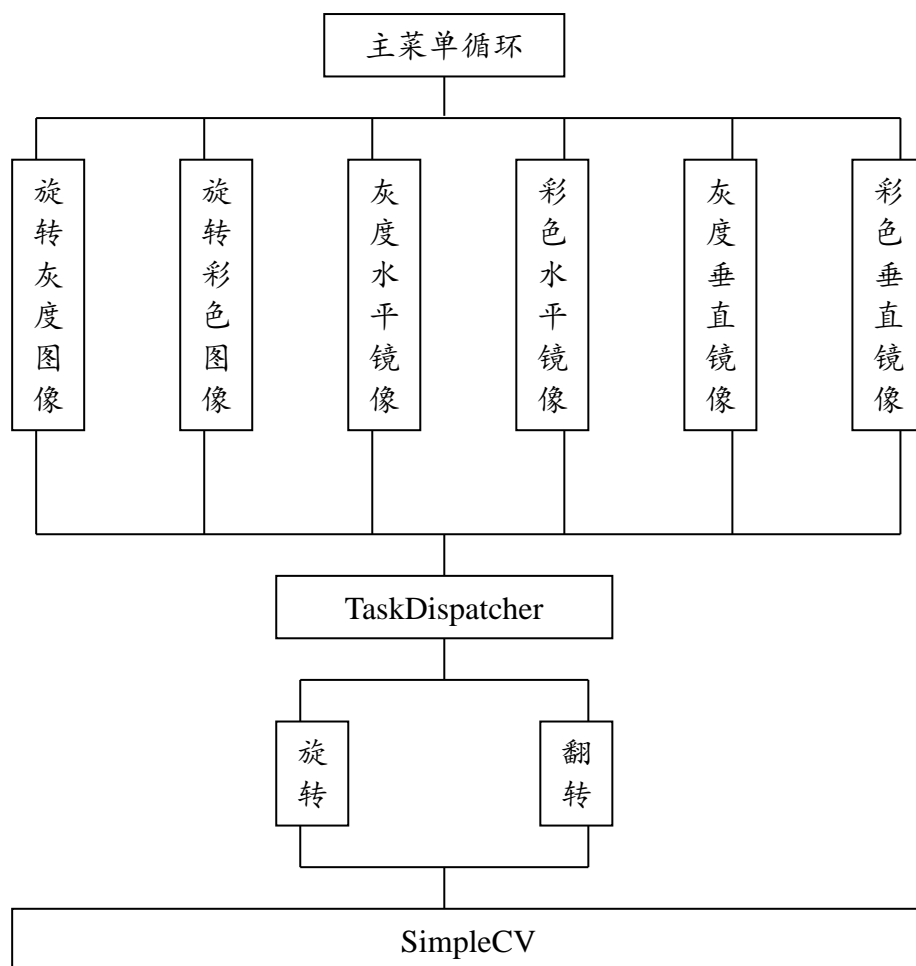 主菜单循环
旋转灰度图像
旋转彩色图像
灰度水平镜像
彩色水平镜像
灰度垂直镜像
彩色垂直镜像
TaskDispatcher
旋转
翻转
SimpleCV